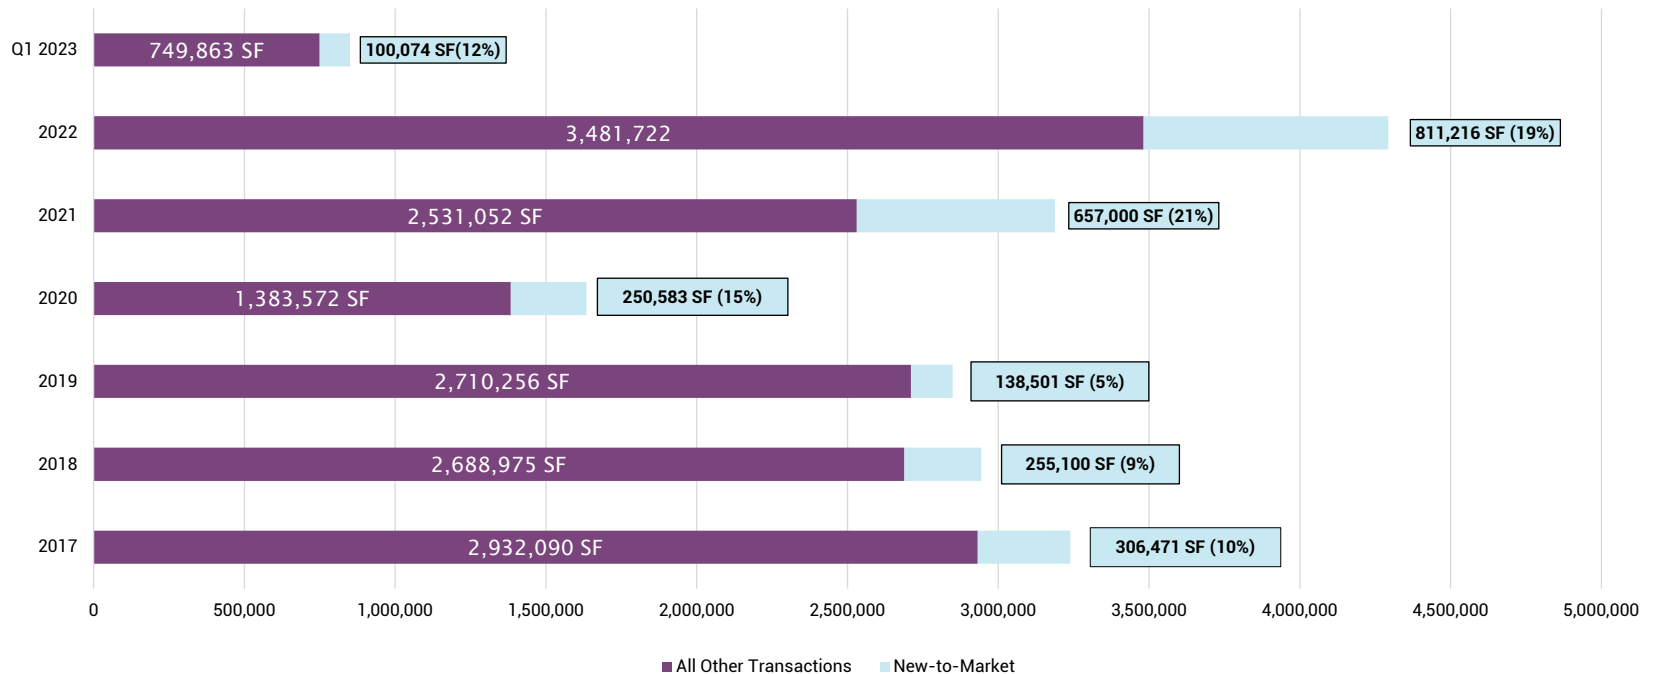 Q1 2023
749,863 SF
100,074 SF(12%)
2022
3,481,722
811,216 SF (19%)
2021
2,531,052 SF
657,000 SF (21%)
2020
1,383,572 SF
250,583 SF (15%)
2019
2,710,256 SF
138,501 SF (5%)
2018
2,688,975 SF
255,100 SF (9%)
2017
2,932,090 SF
306,471 SF (10%)
0 500,000 1,000,000 1,500,000 2,000,000 2,500,000 3,000,000 3,500,000 4,000,000 4,500,000 5,000,000
All Other Transactions New-to-Market